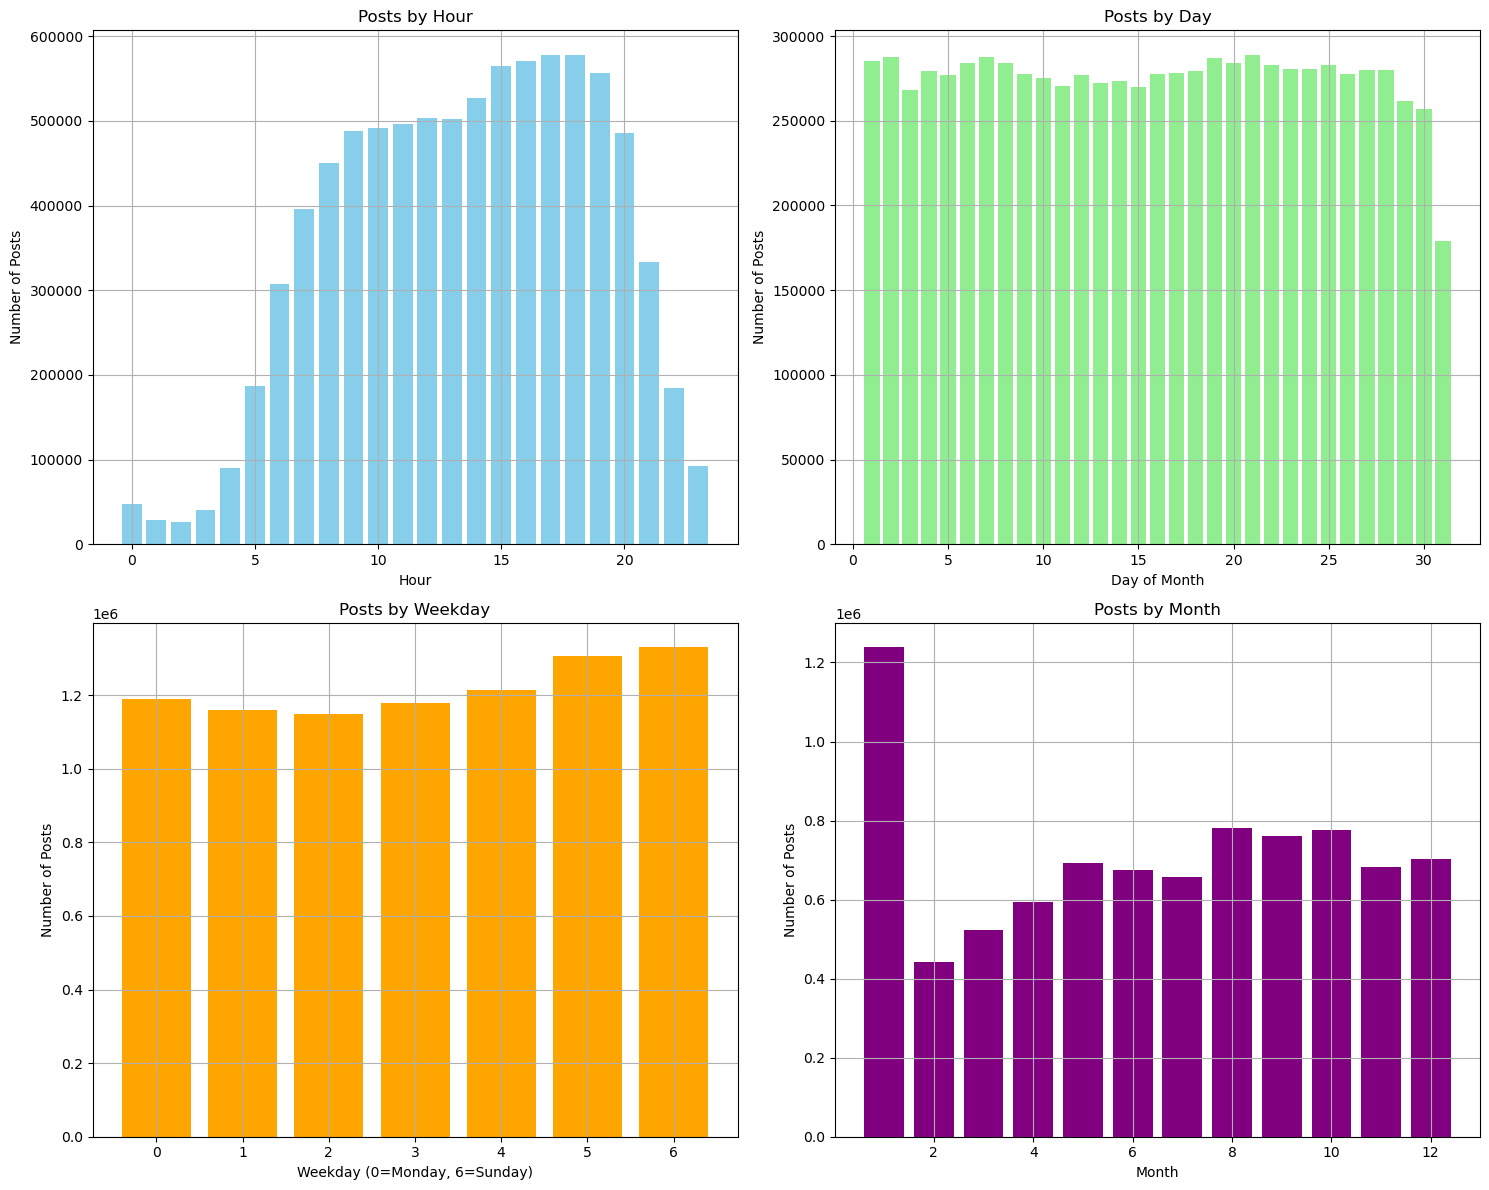 Posts by Hour
600000
500000
400000
300000
200000
100000
0
Number of Posts
0 5 10 15 20
Hour
Posts by Day
300000
250000
200000
150000
100000
50000
0
Number of Posts
0 5 10 15 20 25 30
Day of Month
Posts by Weekday
1e6
1.2
1.0
0.8
0.6
0.4
0.2
0.0
Number of Posts
0 1 2 3 4 5 6
Weekday (0=Monday, 6=Sunday)
Posts by Month
1e6
1.2
1.0
0.8
0.6
0.4
0.2
0.0
Number of Posts
2 4 6 8 10 12
Month